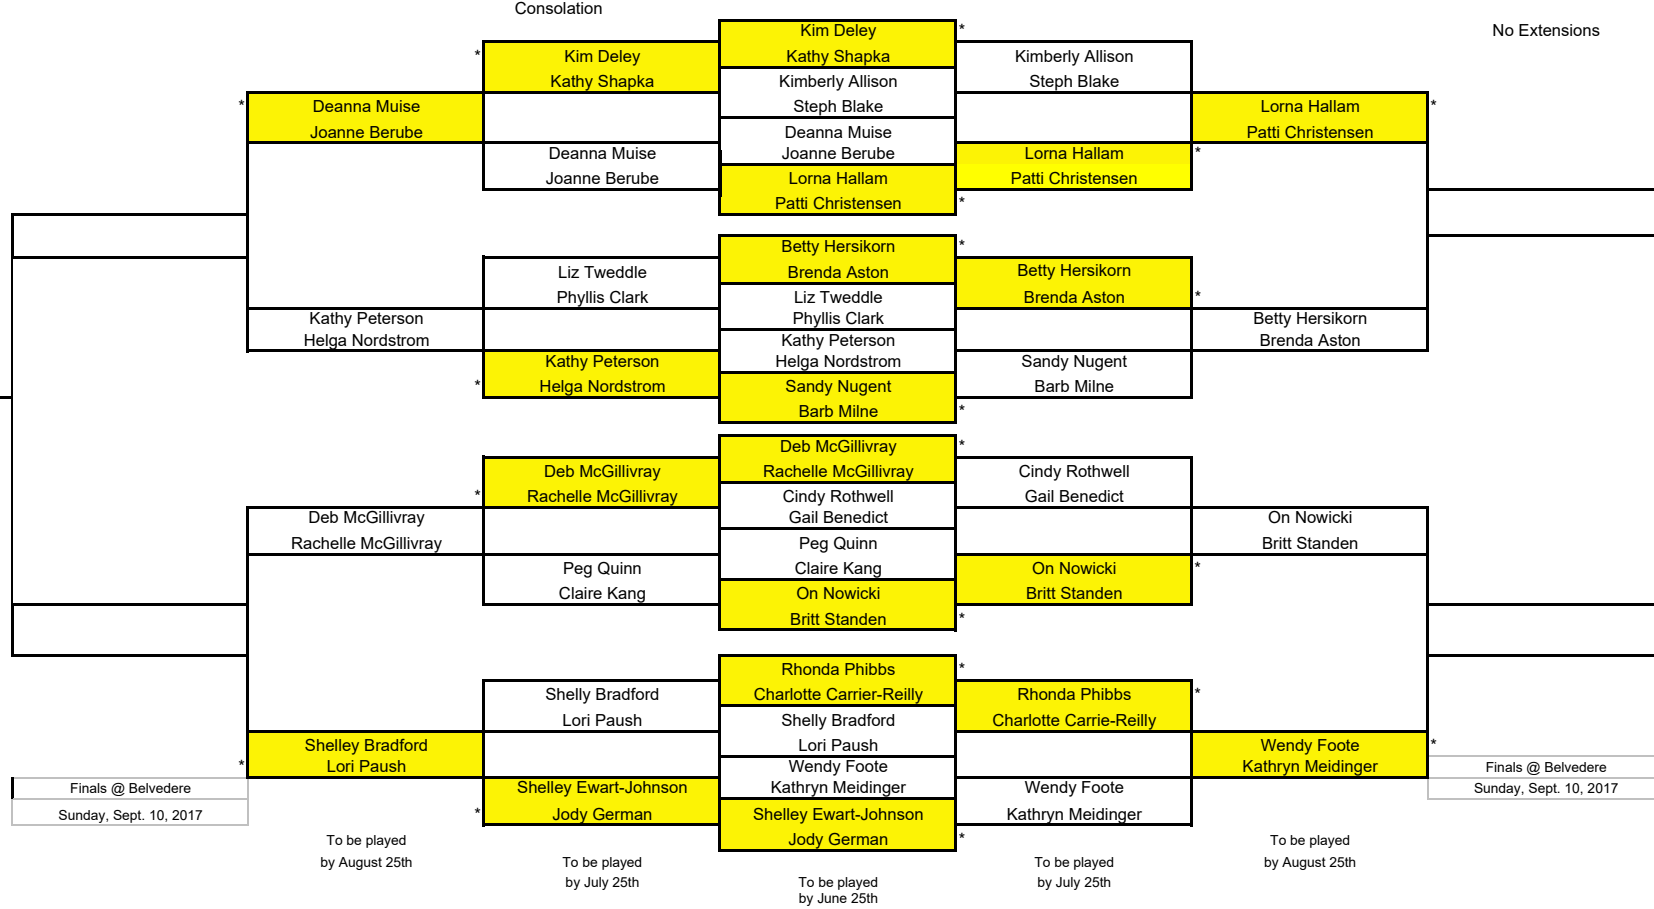 Consolation
No Extensions
*
Deanna Muise
Joanne Berube
Kathy Peterson
Helga Nordstrom
Deb McGillivray
Rachelle McGillivray
Shelley Bradford
*
Lori Paush
Finals @ Belvedere
Sunday, Sept. 10, 2017
To be played
by August 25th
*
Kim Deley
Kathy Shapka
Deanna Muise
Joanne Berube
Liz Tweddle
Phyllis Clark
Kathy Peterson
*
Helga Nordstrom
Deb McGillivray
*
Rachelle McGillivray
Peg Quinn
Claire Kang
Shelly Bradford
Lori Paush
Shelley Ewart-Johnson
*
Jody German
To be played
by July 25th
Kim Deley
*
Kathy Shapka
Kimberly Allison
Steph Blake
Deanna Muise
Joanne Berube
Lorna Hallam
Patti Christensen
*
Betty Hersikorn
*
Brenda Aston
Liz Tweddle
Phyllis Clark
Kathy Peterson
Helga Nordstrom
Sandy Nugent
Barb Milne
*
Deb McGillivray
*
Rachelle McGillivray
Cindy Rothwell
Gail Benedict
Peg Quinn
Claire Kang
On Nowicki
Britt Standen
*
Rhonda Phibbs
*
Charlotte Carrier-Reilly
Shelly Bradford
Lori Paush
Wendy Foote
Kathryn Meidinger
Shelley Ewart-Johnson
Jody German
*
To be played
by June 25th
Kimberly Allison
Steph Blake
Lorna Hallam
*
Patti Christensen
Betty Hersikorn
Brenda Aston
*
Sandy Nugent
Barb Milne
Cindy Rothwell
Gail Benedict
On Nowicki
*
Britt Standen
Rhonda Phibbs
*
Charlotte Carrie-Reilly
Wendy Foote
Kathryn Meidinger
To be played
by July 25th
Lorna Hallam
*
Patti Christensen
Betty Hersikorn
Brenda Aston
On Nowicki
Britt Standen
Wendy Foote
*
Kathryn Meidinger
To be played
by August 25th
Finals @ Belvedere
Sunday, Sept. 10, 2017